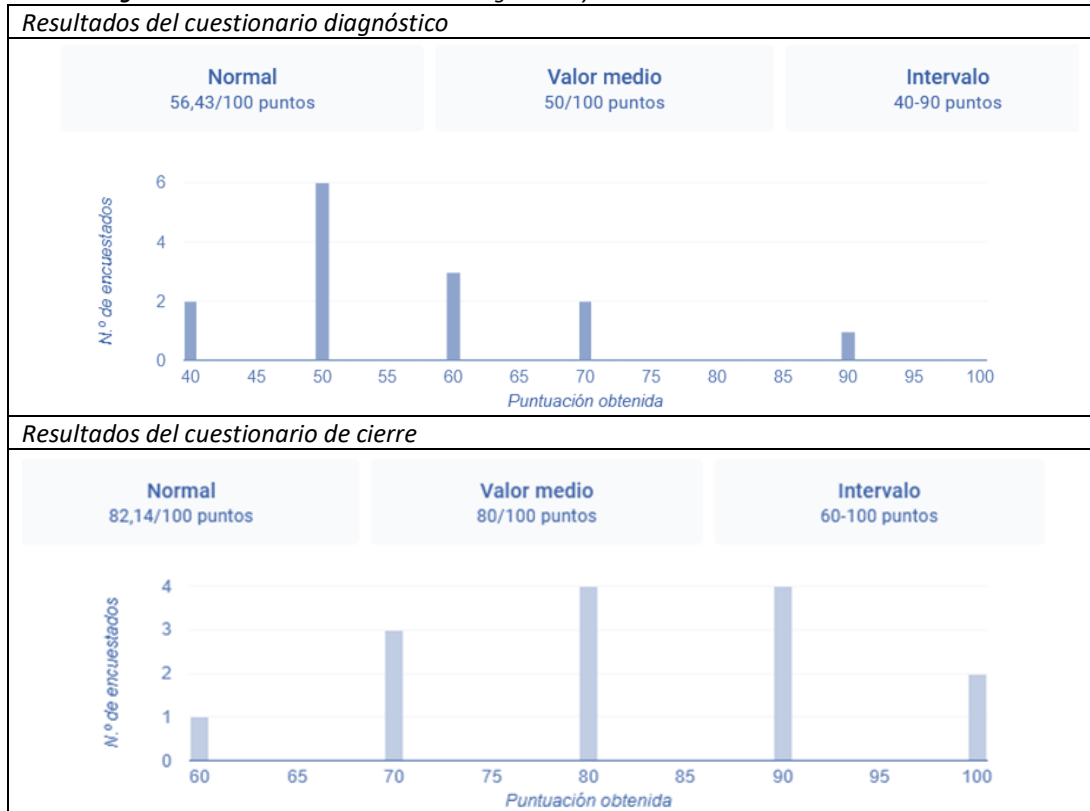 Resultados del cuestionario diagnóstico
Normal Valor medio Intervalo
56,43/100 puntos 50/100 puntos 40-90 puntos
N.º de encuestados
6
4
2
0
40 45 50 55 60 65 70 75 80 85 90 95 100
Puntuación obtenida
Resultados del cuestionario de cierre
Normal Valor medio Intervalo
82,14/100 puntos 80/100 puntos 60-100 puntos
N.º de encuestados
4
3
2
1
0
60 65 70 75 80 85 90 95 100
Puntuación obtenida